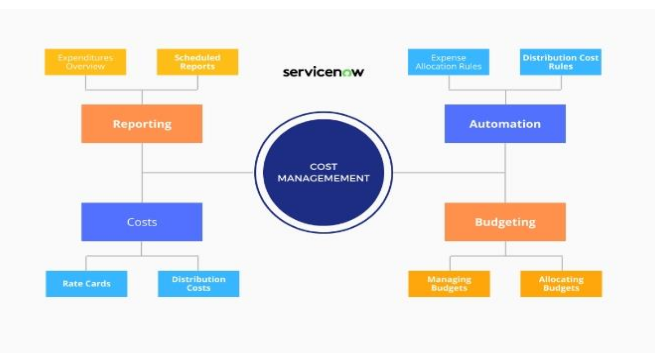 Expenditures
Overview
Scheduled
Reports
servicenow
Expense
Allocation Rules
Distribution Cost
Rules
Reporting
Automation
COST
MANAGEMEMENT
Costs
Budgeting
Rate Cards
Distribution
Costs
Managing
Budgets
Allocating
Budgets